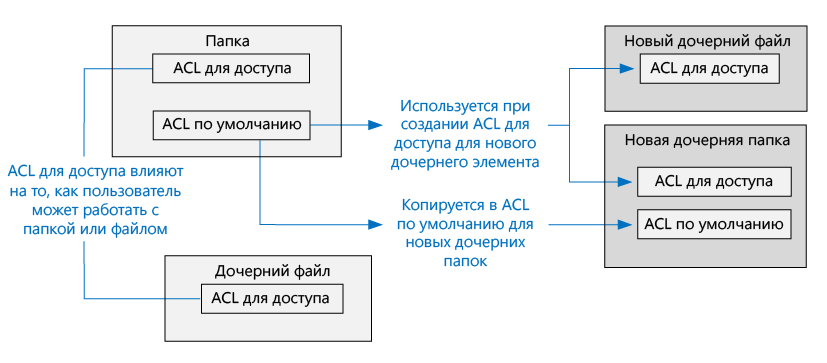 Папка
ACL для доступа
ACL по умолчанию
ACL для доступа влияют
на то, как пользователь
может работать с
папкой или файлом
Дочерний файл
ACL для доступа
Используется при
создании ACL для
доступа для нового
дочернего элемента
Копируется в ACL
по умолчанию для
новых дочерних
папок
Новый дочерний файл
ACL для доступа
Новая дочерняя папка
ACL для доступа
ACL по умолчанию